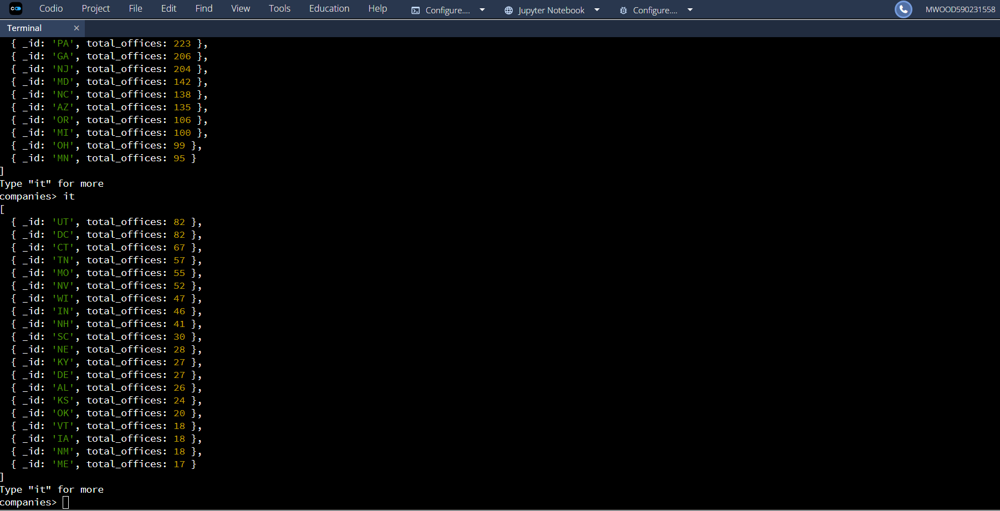 Codio Project File Edit Find View Tools Education Help Configure.... Jupyter Notebook Configure.... MWOOD590231558
Terminal ×
{ _id: 'PA', total_offices: 223 },
{ _id: 'GA', total_offices: 206 },
{ _id: 'NJ', total_offices: 204 },
{ _id: 'MD', total_offices: 142 },
{ _id: 'NC', total_offices: 138 },
{ _id: 'AZ', total_offices: 135 },
{ _id: 'OR', total_offices: 106 },
{ _id: 'MI', total_offices: 100 },
{ _id: 'OH', total_offices: 99 },
{ _id: 'MN', total_offices: 95 }
]
Type "it" for more
companies> it
[
{ _id: 'UT', total_offices: 82 },
{ _id: 'DC', total_offices: 82 },
{ _id: 'CT', total_offices: 67 },
{ _id: 'TN', total_offices: 57 },
{ _id: 'MO', total_offices: 55 },
{ _id: 'NV', total_offices: 52 },
{ _id: 'WI', total_offices: 47 },
{ _id: 'IN', total_offices: 46 },
{ _id: 'NH', total_offices: 41 },
{ _id: 'SC', total_offices: 30 },
{ _id: 'NE', total_offices: 28 },
{ _id: 'KY', total_offices: 27 },
{ _id: 'DE', total_offices: 27 },
{ _id: 'AL', total_offices: 26 },
{ _id: 'KS', total_offices: 24 },
{ _id: 'OK', total_offices: 20 },
{ _id: 'VT', total_offices: 18 },
{ _id: 'IA', total_offices: 18 },
{ _id: 'NM', total_offices: 18 },
{ _id: 'ME', total_offices: 17 }
]
Type "it" for more
companies>